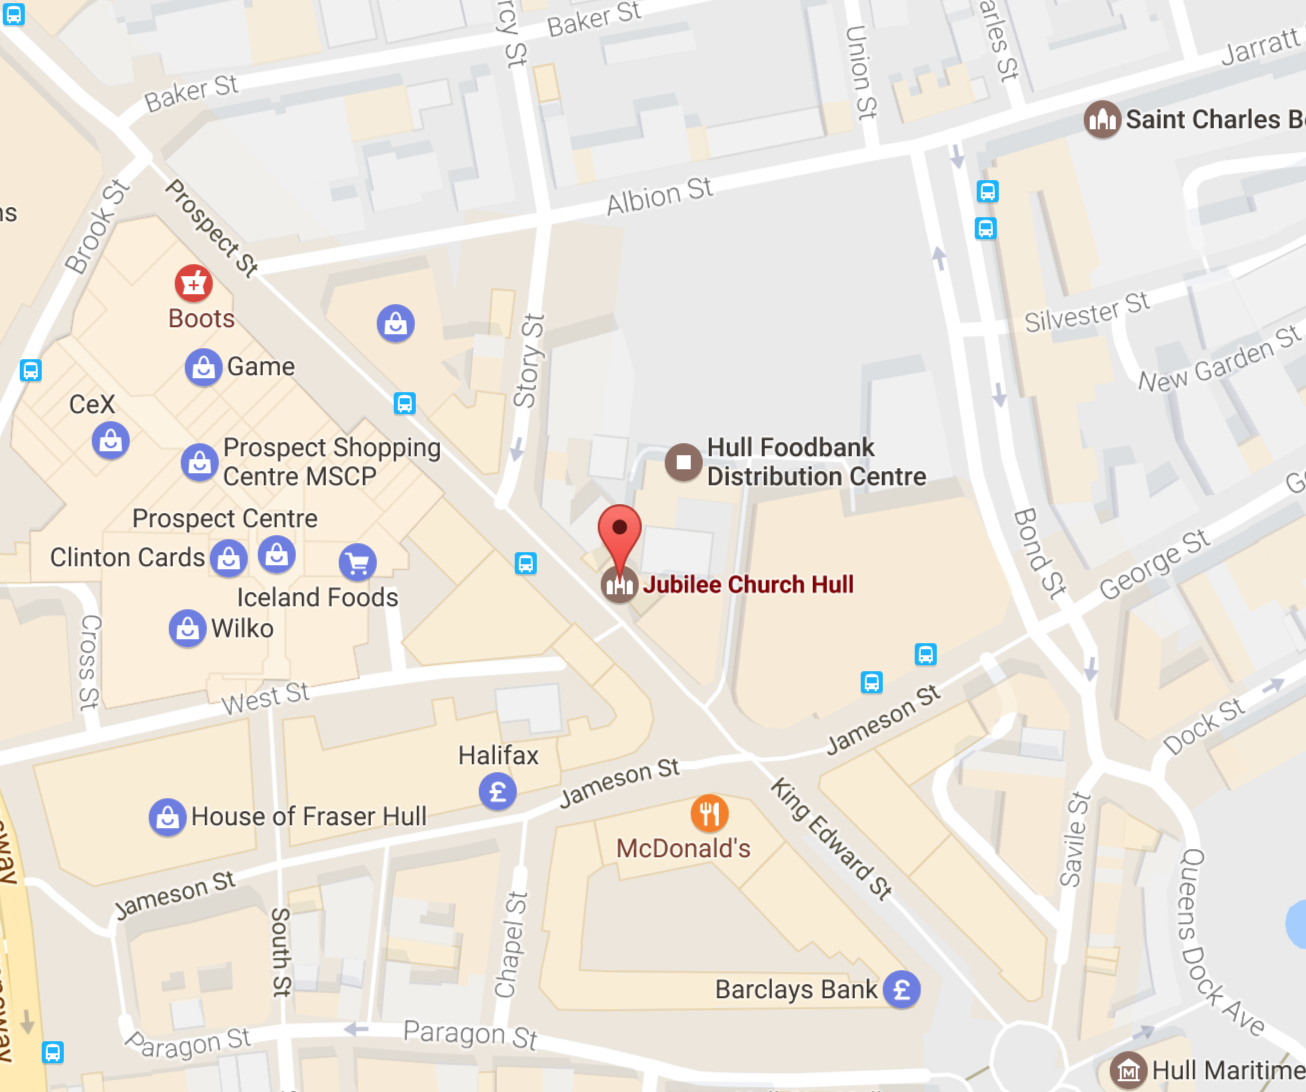 Baker St
Baker St
rcy St
Union St
arles St
Jarratt
Saint Charles B
Albion St
Brook St
Prospect St
ns
Boots
Game
CeX
Story St
Silvester St
New Garden St
Prospect Shopping
Centre MSCP
Hull Foodbank
Distribution Centre
Prospect Centre
Clinton Cards
Iceland Foods
Wilko
Jubilee Church Hull
Bond St
George St
Cross St
West St
Jameson St
Dock St
Halifax
£
Jameson St
House of Fraser Hull
McDonald's
King Edward St
Savile St
Queens Dock Ave
Jameson St
South St
Chapel St
Barclays Bank
£
Paragon St
Paragon St
Hull Maritime